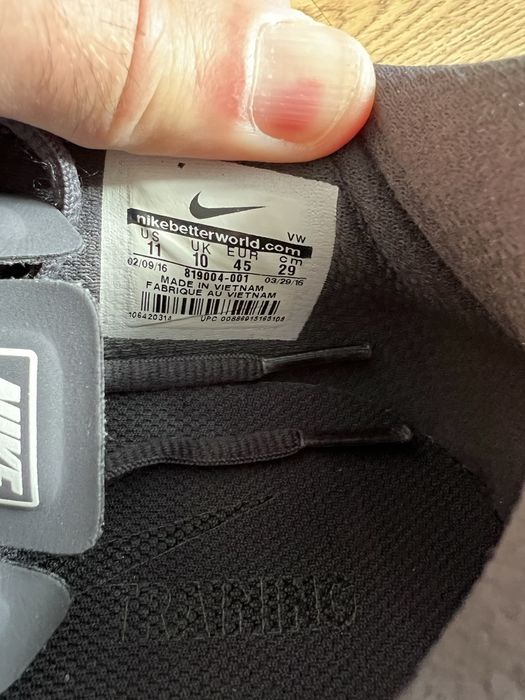 nikebetterworld.com
VW
US UK EUR cm
11 10 45 29
02/09/16 819004-001 03/29/16
MADE IN VIETNAM
FABRIQUE AU VIETNAM
106420314
NIKE
TRAINING